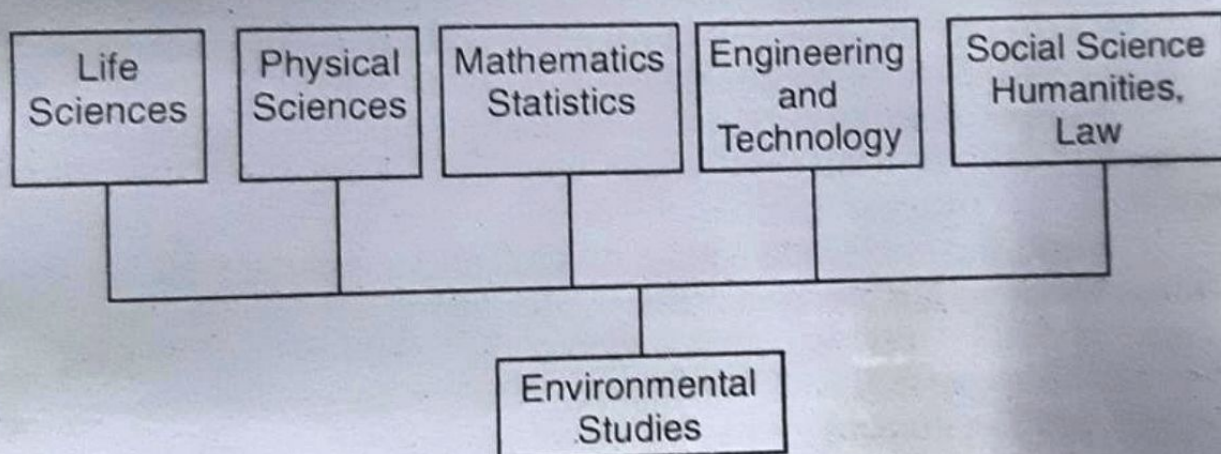 Life
Sciences
Physical
Sciences
Mathematics
Statistics
Engineering
and
Technology
Social Science
Humanities,
Law
Environmental
Studies